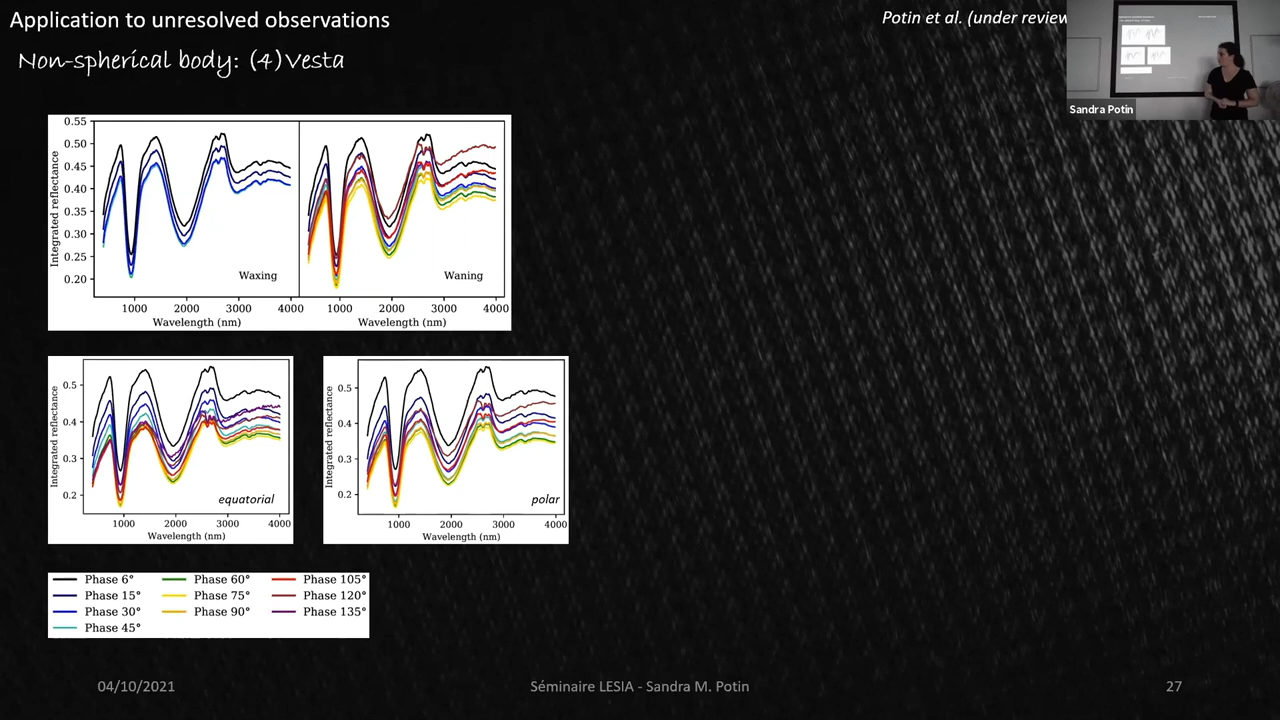 Application to unresolved observations
Potin et al. (under review
Non-spherical body: (4) Vesta
Sandra Potin
0.55
0.50
0.45
0.40
0.35
0.30
0.25
0.20
Integrated reflectance
Waxing
Waning
1000 2000 3000 4000 1000 2000 3000 4000
Wavelength (nm) Wavelength (nm)
0.5
0.4
0.3
0.2
Integrated reflectance
equatorial
1000 2000 3000 4000
Wavelength (nm)
0.5
0.4
0.3
0.2
Integrated reflectance
polar
1000 2000 3000 4000
Wavelength (nm)
Phase 6° Phase 60° Phase 105°
Phase 15° Phase 75° Phase 120°
Phase 30° Phase 90° Phase 135°
Phase 45°
04/10/2021 Séminaire LESIA - Sandra M. Potin 27